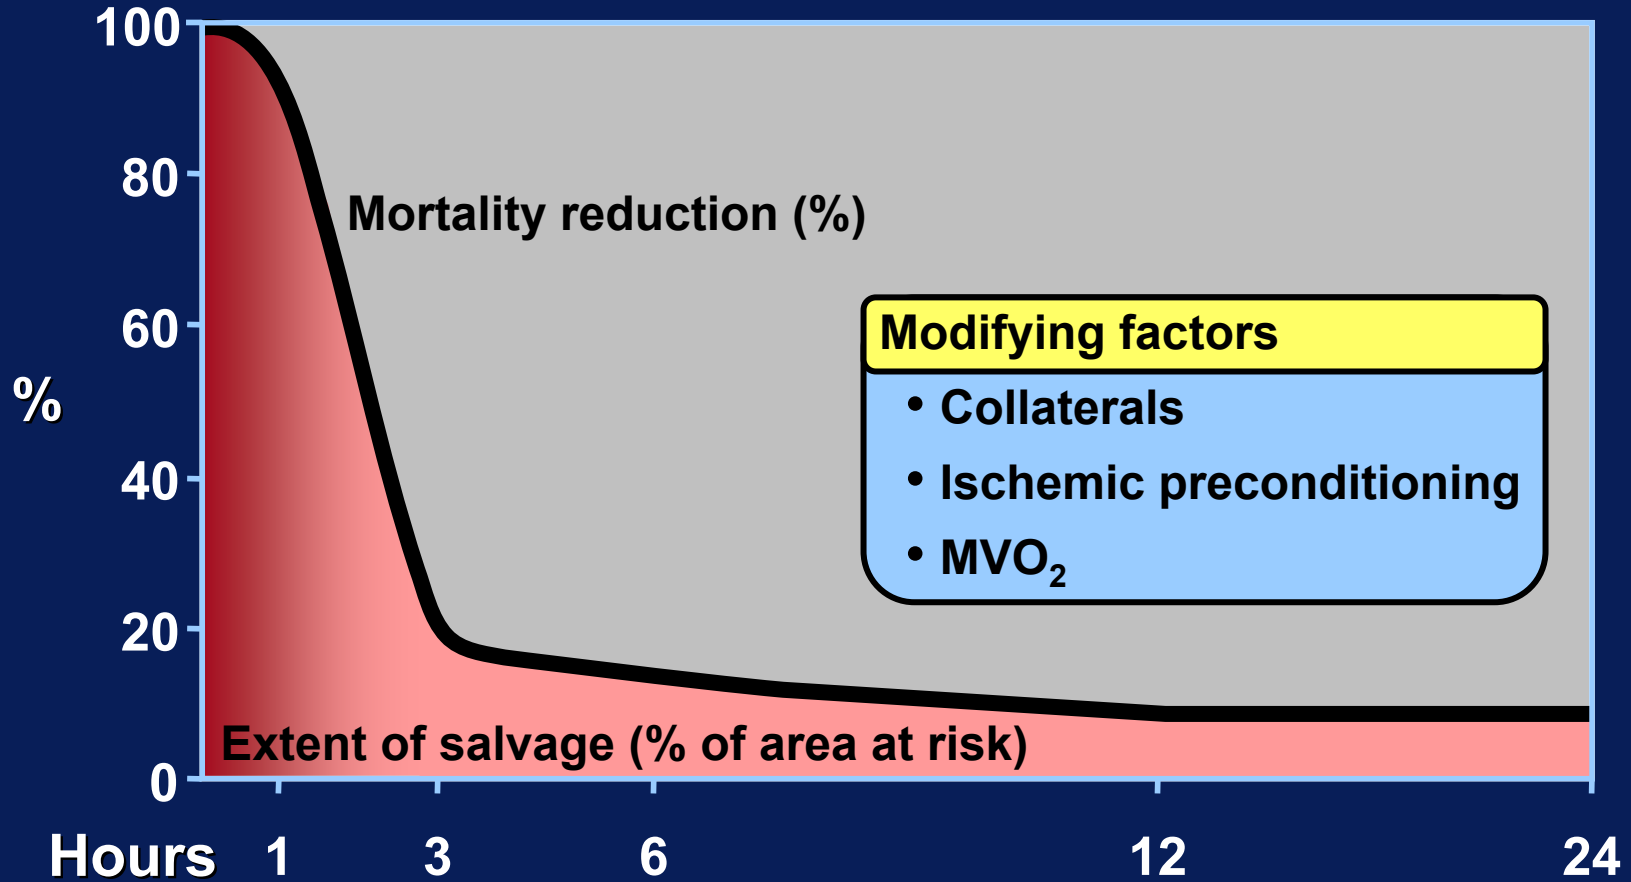 100
80
60
40
20
0
%
Mortality reduction (%)
Modifying factors
• Collaterals
• Ischemic preconditioning
• MVO₂
Extent of salvage (% of area at risk)
Hours 1 3 6 12 24